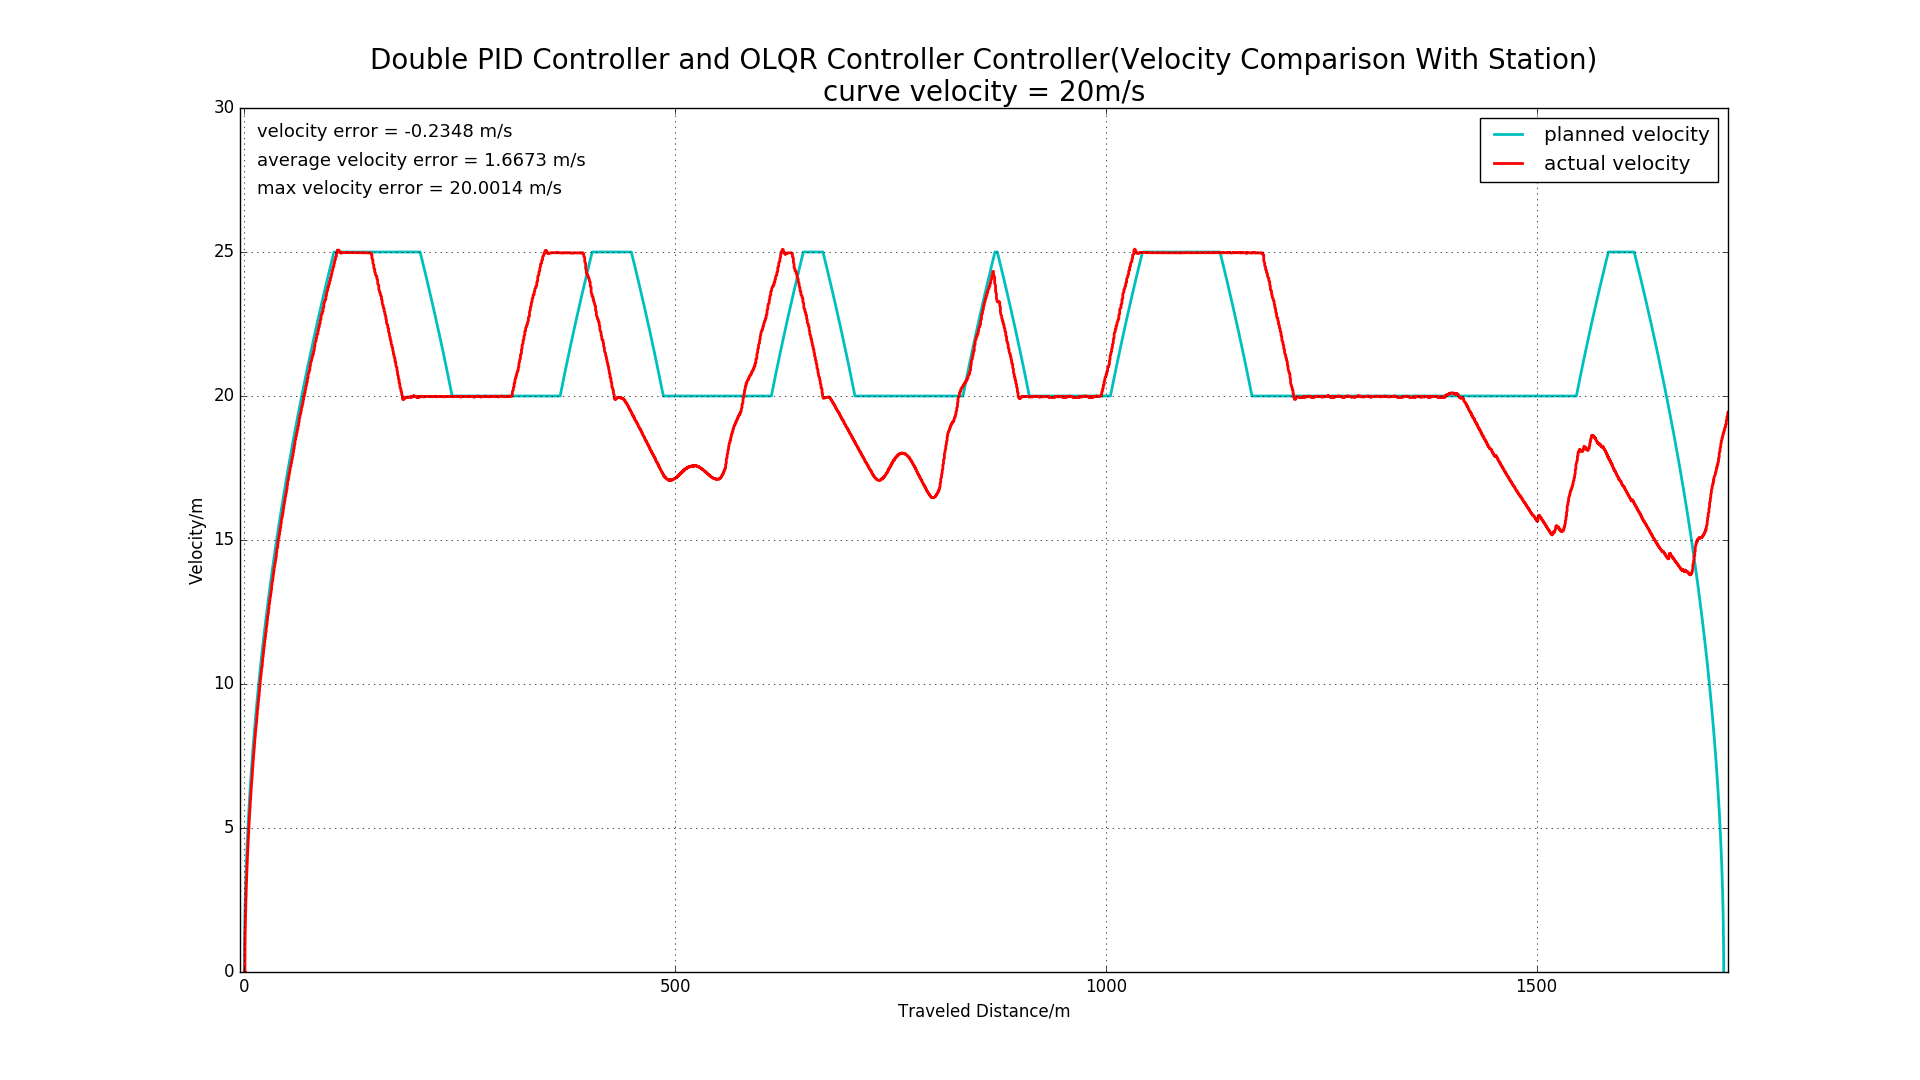 Double PID Controller and OLQR Controller Controller(Velocity Comparison With Station)
curve velocity = 20m/s
velocity error = -0.2348 m/s
average velocity error = 1.6673 m/s
max velocity error = 20.0014 m/s
planned velocity
actual velocity
30
25
20
15
10
5
0
Velocity/m
0 500 1000 1500
Traveled Distance/m